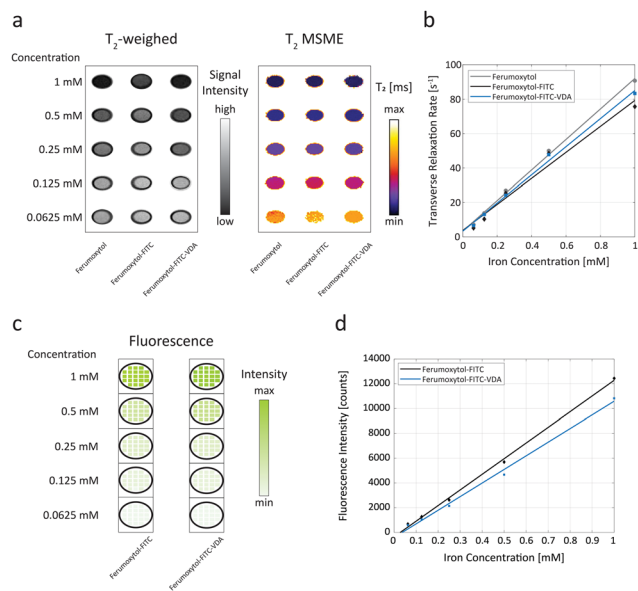 a
T2-weighed
T2 MSME
Concentration
1 mM
0.5 mM
0.25 mM
0.125 mM
0.0625 mM
Signal
Intensity
high
low
T₂ [ms]
max
min
Ferumoxytol
Ferumoxytol-FITC
Ferumoxytol-FITC-VDA
Ferumoxytol
Ferumoxytol-FITC
Ferumoxytol-FITC-VDA
b
Transverse Relaxation Rate [s-1]
100
80
60
40
20
0
Ferumoxytol
Ferumoxytol-FITC
Ferumoxytol-FITC-VDA
0 0.2 0.4 0.6 0.8 1
Iron Concentration [mM]
c
Fluorescence
Concentration
1 mM
0.5 mM
0.25 mM
0.125 mM
0.0625 mM
Intensity
max
min
Ferumoxytol-FITC
Ferumoxytol-FITC-VDA
d
Fluorescence Intensity [counts]
14000
12000
10000
8000
6000
4000
2000
0
Ferumoxytol-FITC
Ferumoxytol-FITC-VDA
0 0.1 0.2 0.3 0.4 0.5 0.6 0.7 0.8 0.9 1
Iron Concentration [mM]